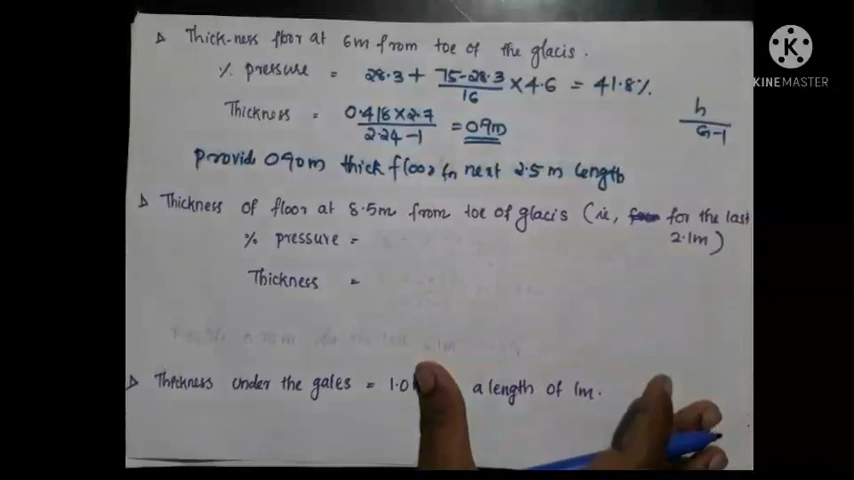 ▷ Thick-ness floor at 6m from toe of the glacis.
% pressure = 28.3 + 75-28.3/16 × 4.6 = 41.8%
Thickness = 0.418×2.7/2.24-1 = 0.9m
h/G-1
provide 0.90m thick floor for next 2.5m length
▷ Thickness of floor at 8.5m from toe of glacis (ie, for the last 2.1m)
% pressure =
Thickness =
▷ Thickness under the gates = 1.0 a length of 1m.
K
KINEMASTER